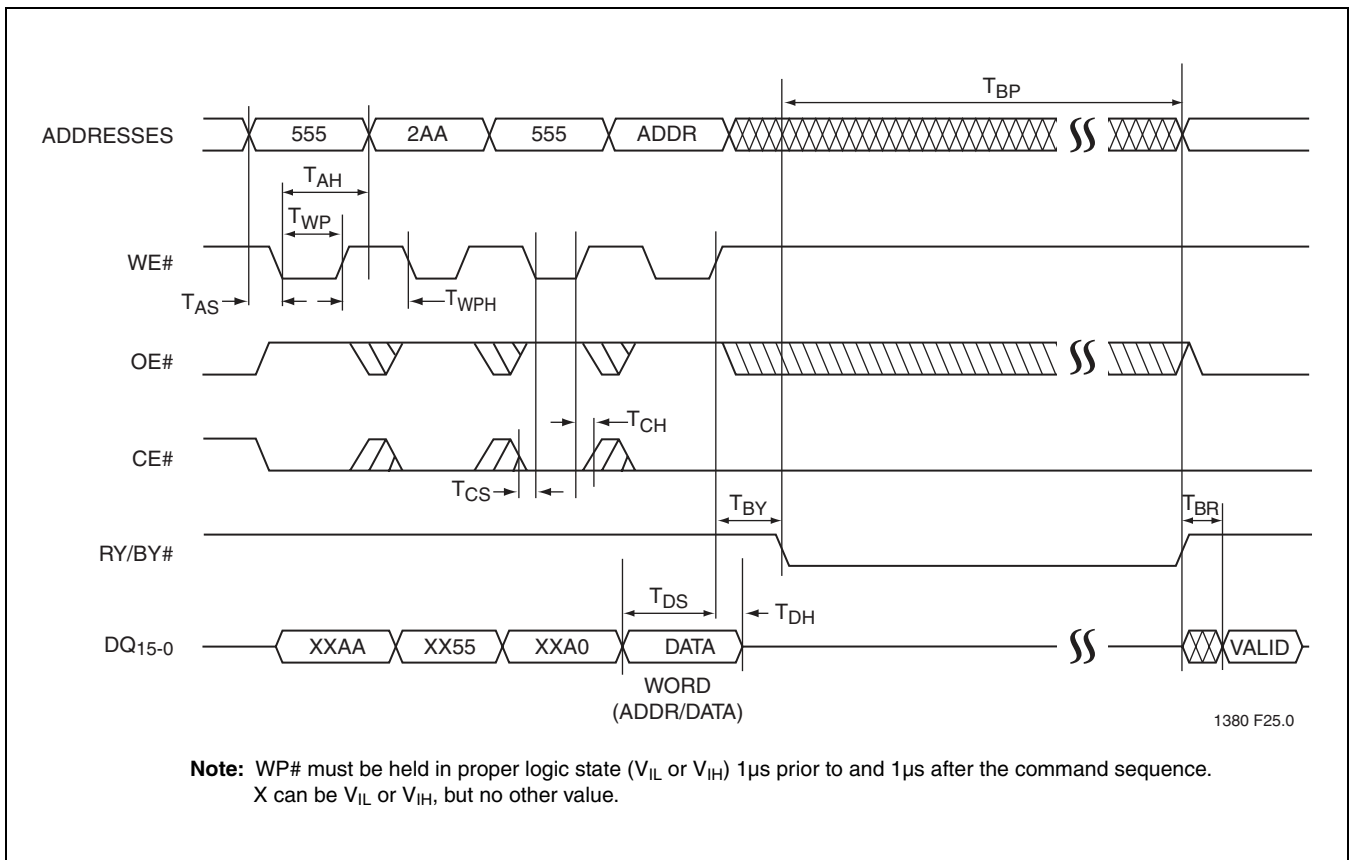 T_BP
ADDRESSES 555 2AA 555 ADDR
T_AH
T_WP
WE#
T_AS T_WPH
OE#
T_CH
CE#
T_CS
T_BY T_BR
RY/BY#
T_DS T_DH
DQ15-0 XXAA XX55 XXA0 DATA VALID
WORD
(ADDR/DATA)
1380 F25.0
Note: WP# must be held in proper logic state (V_IL or V_IH) 1µs prior to and 1µs after the command sequence.
X can be V_IL or V_IH, but no other value.